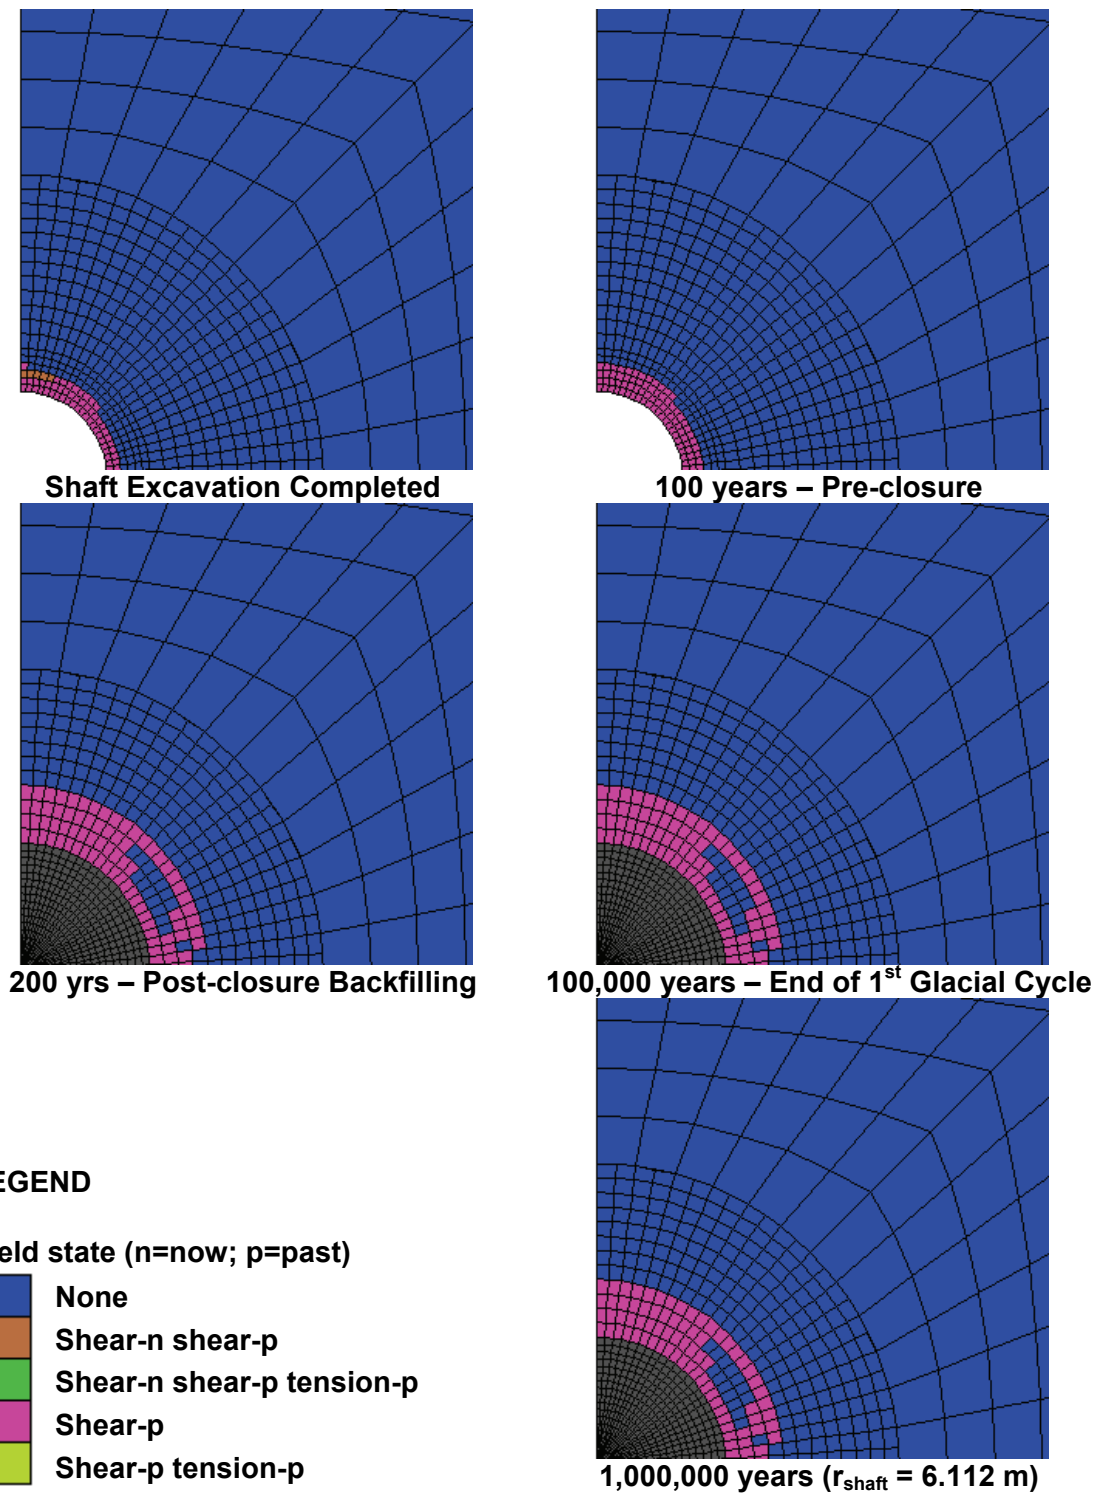 Shaft Excavation Completed
100 years – Pre-closure
200 yrs – Post-closure Backfilling
100,000 years – End of 1st Glacial Cycle
EGEND
eld state (n=now; p=past)
None
Shear-n shear-p
Shear-n shear-p tension-p
Shear-p
Shear-p tension-p
1,000,000 years (rshaft = 6.112 m)